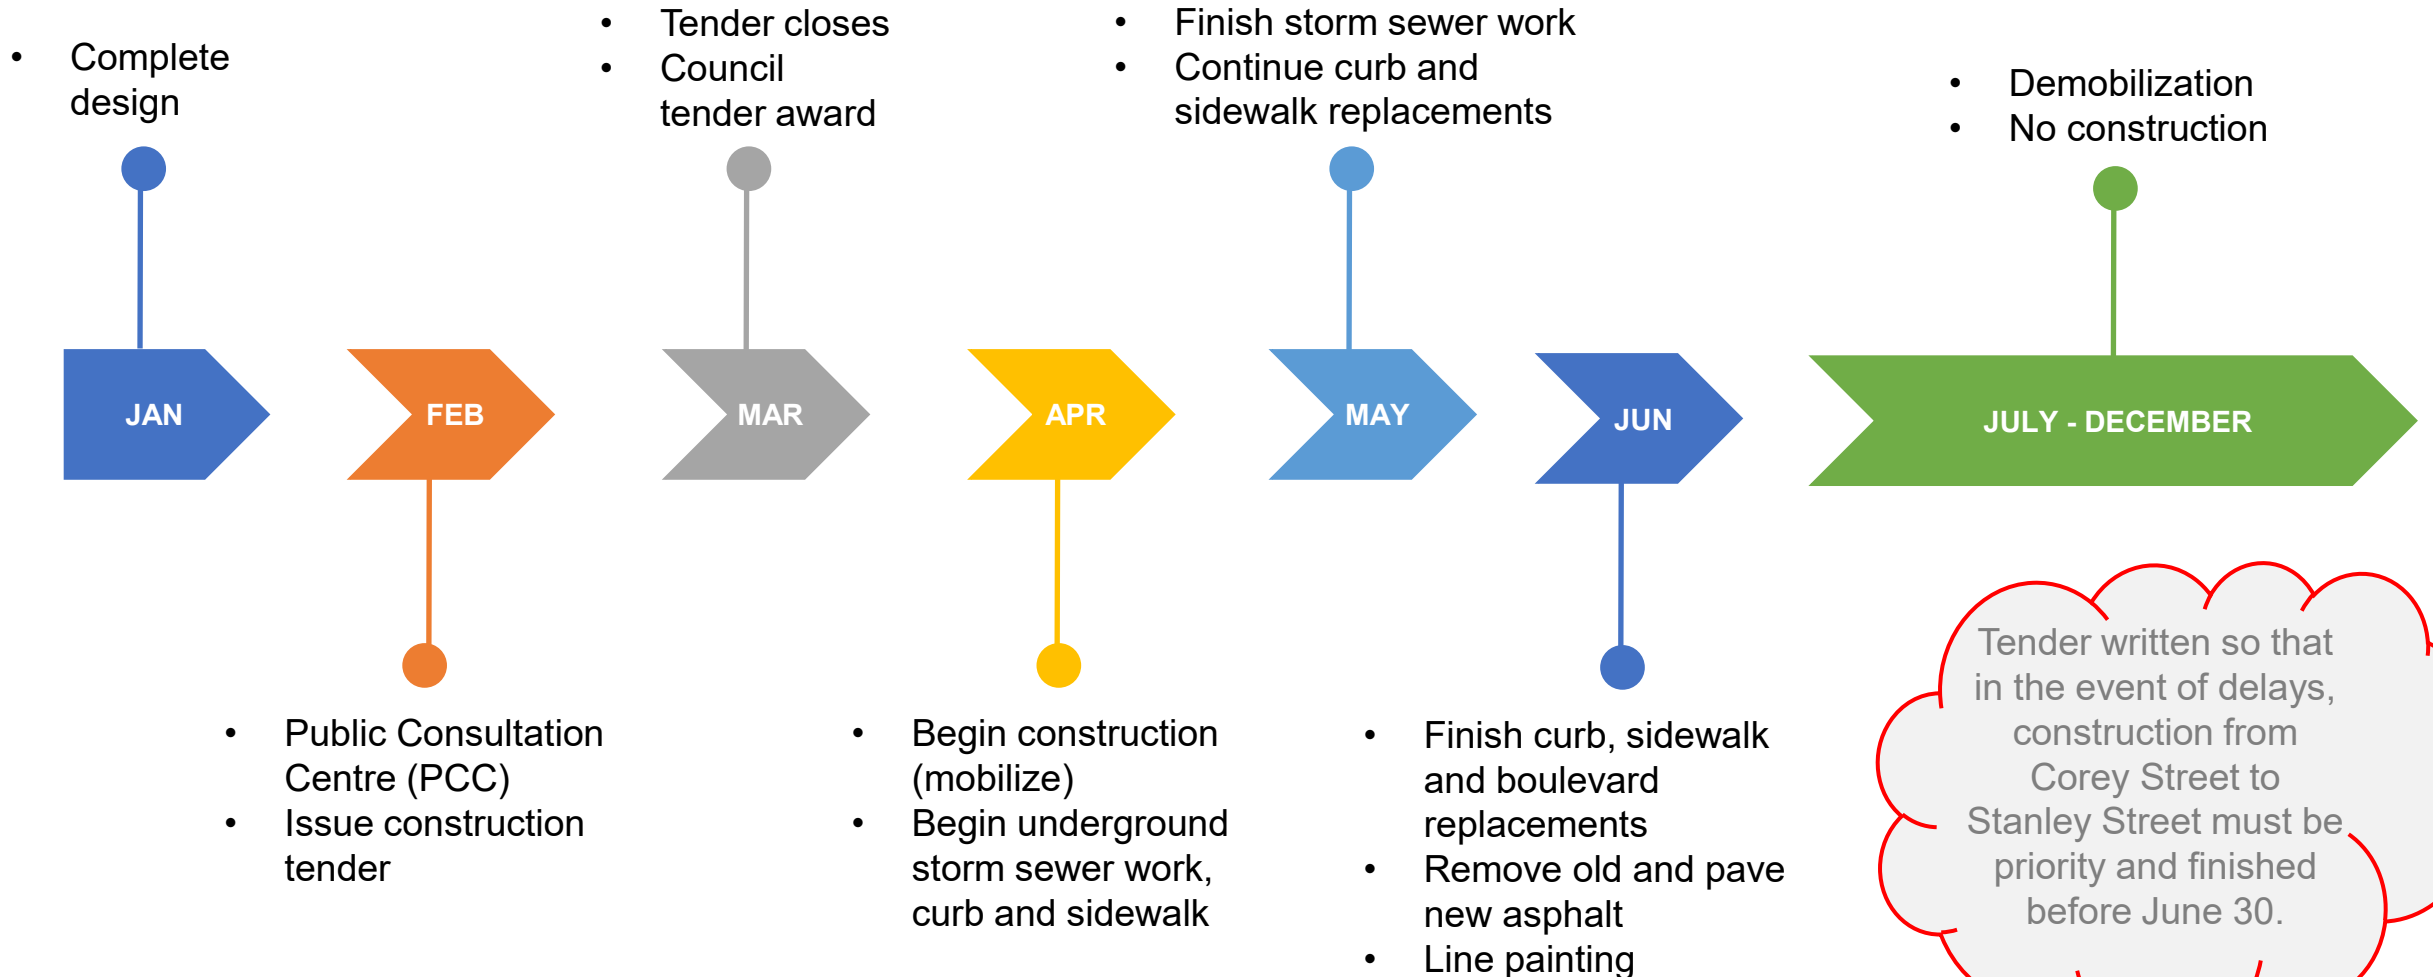 • Complete
design
• Tender closes
• Council
tender award
• Finish storm sewer work
• Continue curb and
sidewalk replacements
• Demobilization
• No construction
JAN
FEB
MAR
APR
MAY
JUN
JULY - DECEMBER
• Public Consultation
Centre (PCC)
• Issue construction
tender
• Begin construction
(mobilize)
• Begin underground
storm sewer work,
curb and sidewalk
• Finish curb, sidewalk
and boulevard
replacements
• Remove old and pave
new asphalt
• Line painting
Tender written so that
in the event of delays,
construction from
Corey Street to
Stanley Street must be
priority and finished
before June 30.